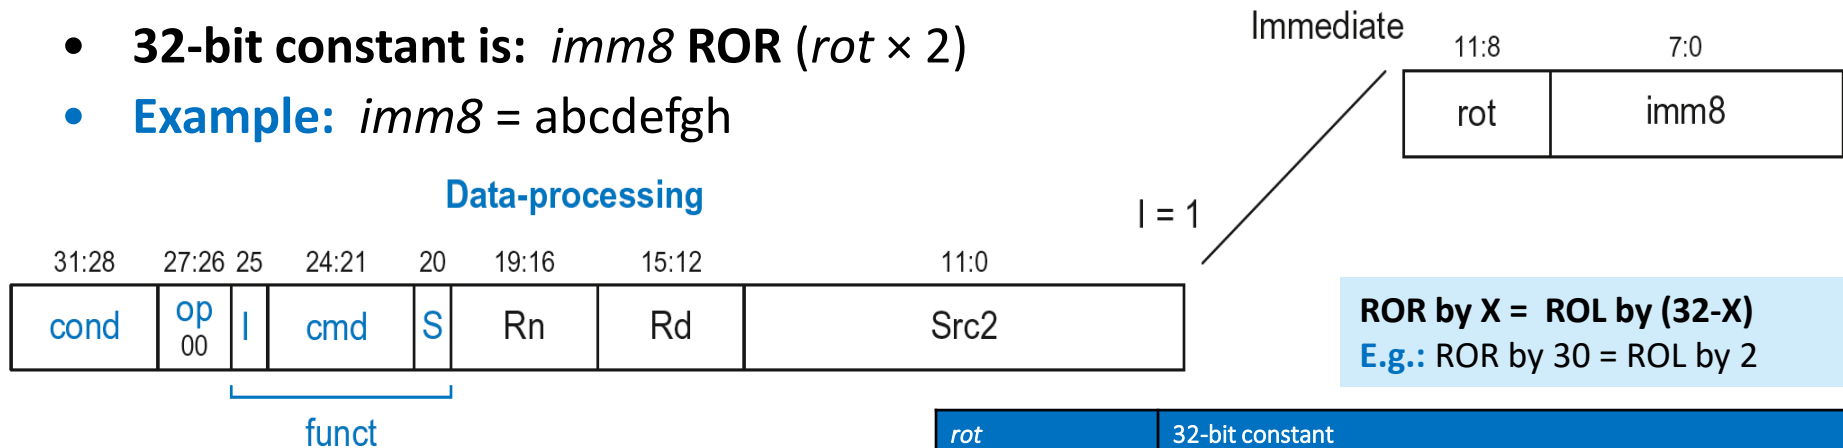 • 32-bit constant is: imm8 ROR (rot × 2)
• Example: imm8 = abcdefgh
Immediate
11:8 7:0
rot imm8
Data-processing
I = 1
31:28 27:26 25 24:21 20 19:16 15:12 11:0
cond op 00 I cmd S Rn Rd Src2
funct
ROR by X = ROL by (32-X)
E.g.: ROR by 30 = ROL by 2
rot 32-bit constant